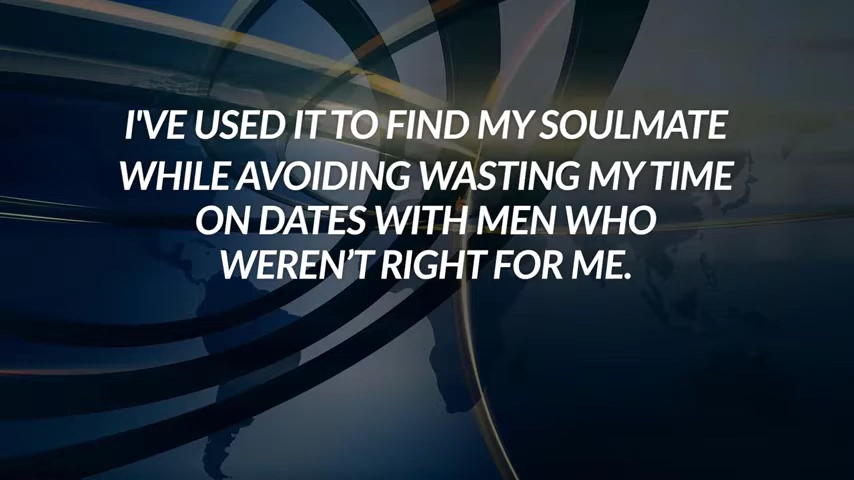 I'VE USED IT TO FIND MY SOULMATE
WHILE AVOIDING WASTING MY TIME
ON DATES WITH MEN WHO
WEREN’T RIGHT FOR ME.